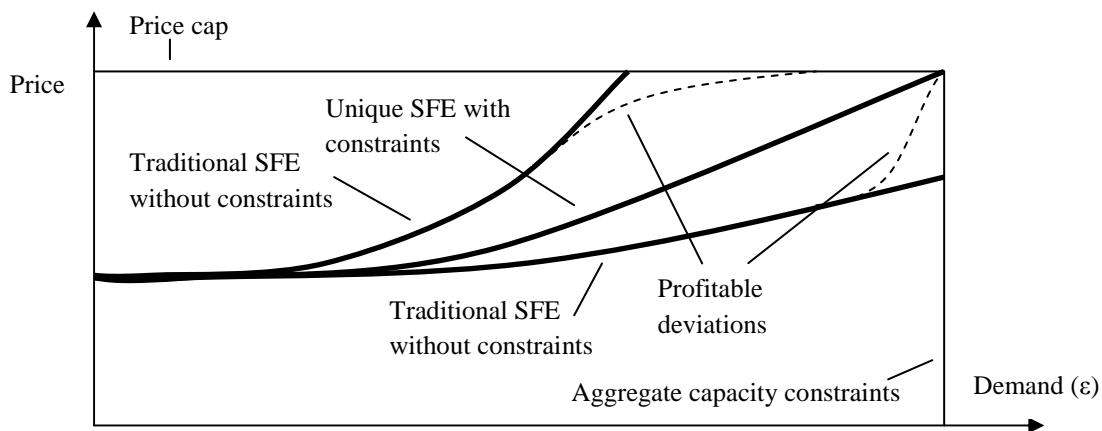 Price cap
Price
Unique SFE with
constraints
Traditional SFE
without constraints
Traditional SFE
without constraints
Profitable
deviations
Aggregate capacity constraints
Demand (ε)